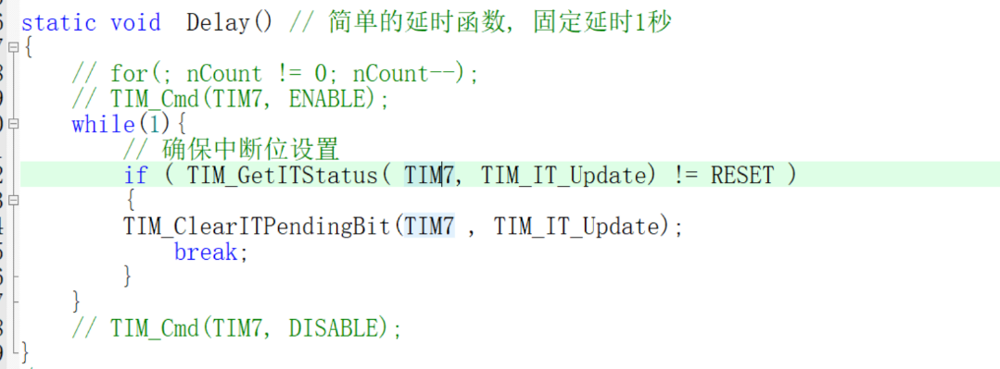 static void  Delay() // 简单的延时函数, 固定延时1秒
{
    // for(; nCount != 0; nCount--);
    // TIM_Cmd(TIM7, ENABLE);
    while(1){
        // 确保中断位设置
        if ( TIM_GetITStatus( TIM7, TIM_IT_Update) != RESET )
        {
        TIM_ClearITPendingBit(TIM7 , TIM_IT_Update);
            break;
        }
    }
    // TIM_Cmd(TIM7, DISABLE);
}